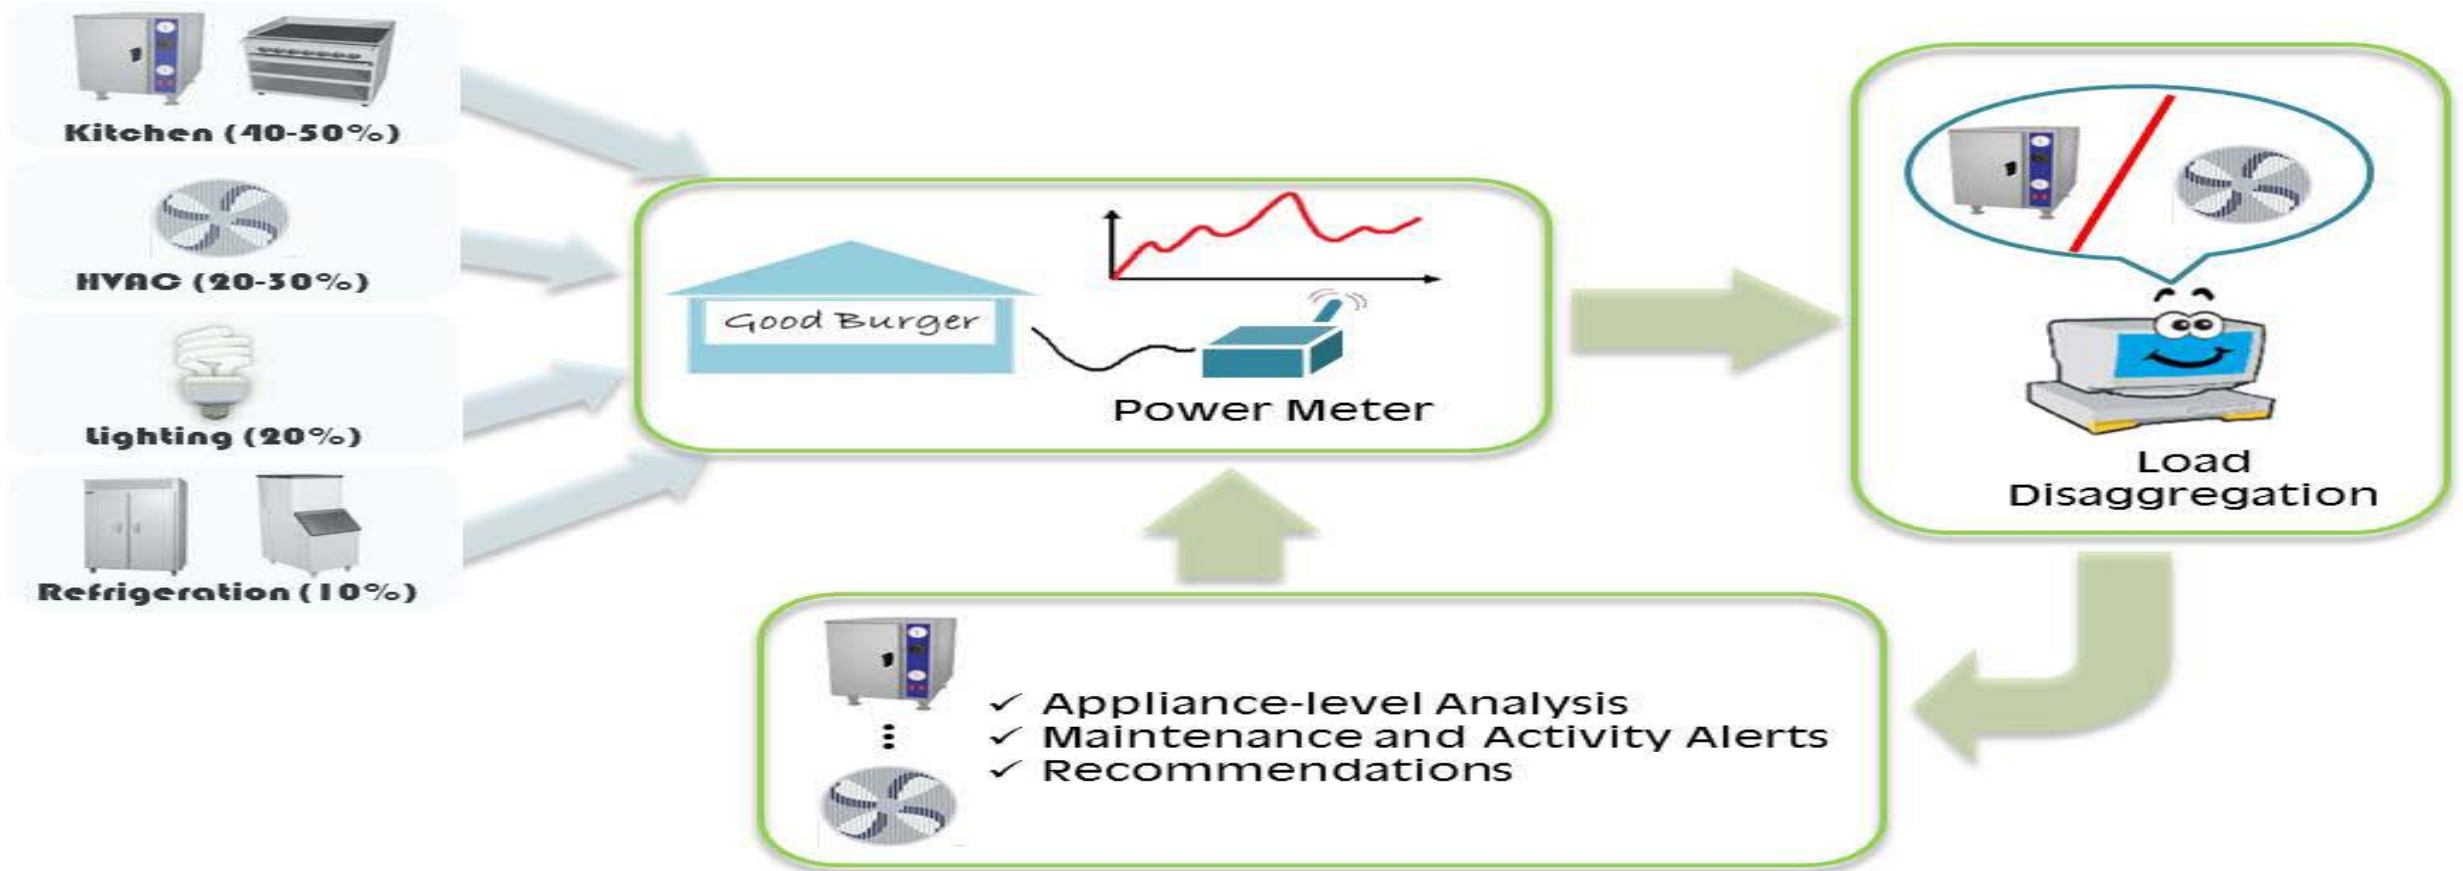 Kitchen (40-50%)
HVAC (20-30%)
Lighting (20%)
Refrigeration (10%)
Good Burger
Power Meter
Load
Disaggregation
✓ Appliance-level Analysis
✓ Maintenance and Activity Alerts
✓ Recommendations